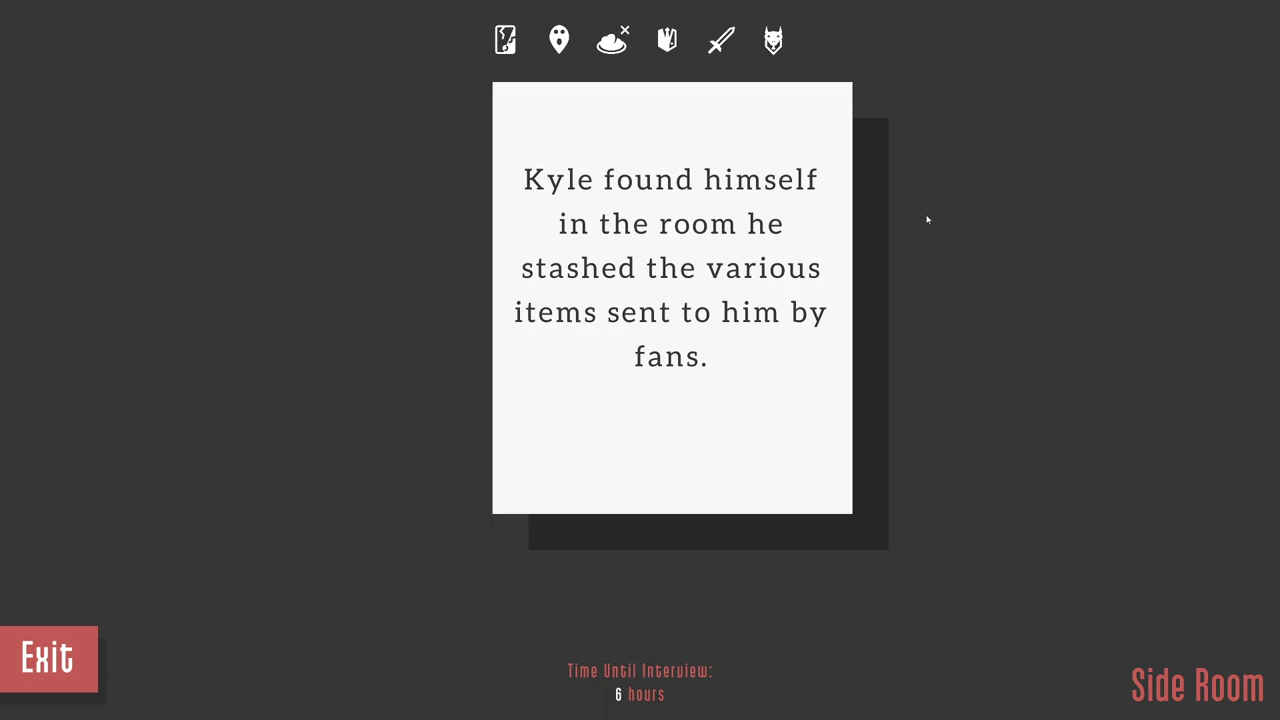 Kyle found himself
in the room he
stashed the various
items sent to him by
fans.
Exit
Time Until Interview:
6 hours
Side Room